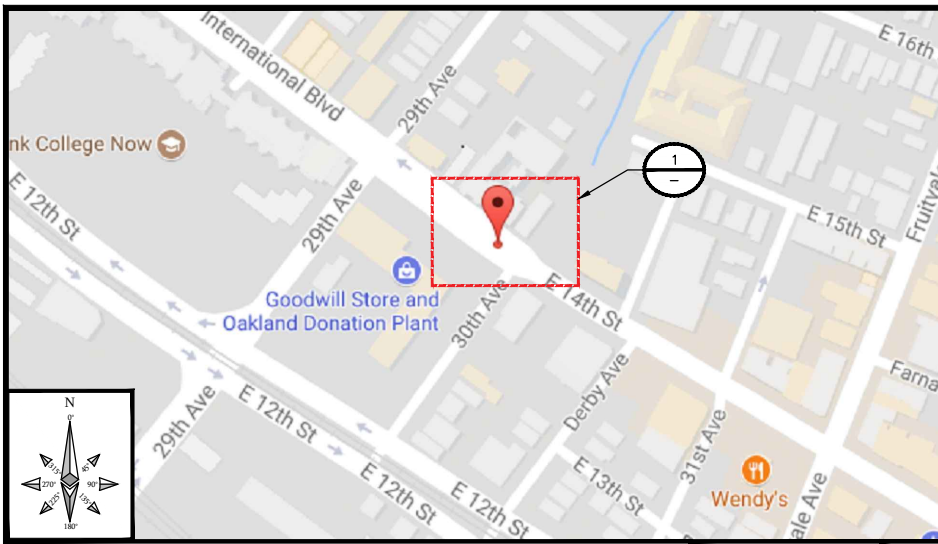 E 16th
International Blvd
29th Ave
nk College Now
1
–
E 12th St
29th Ave
E 15th St
Fruitvale
Goodwill Store and
Oakland Donation Plant
E 14th St
30th Ave
Farna
29th Ave
E 12th St
Derby Ave
31st Ave
N
0°
315°
45°
270°
90°
225°
135°
180°
E 12th St
E 12th St
E 13th St
Wendy's
ale Ave